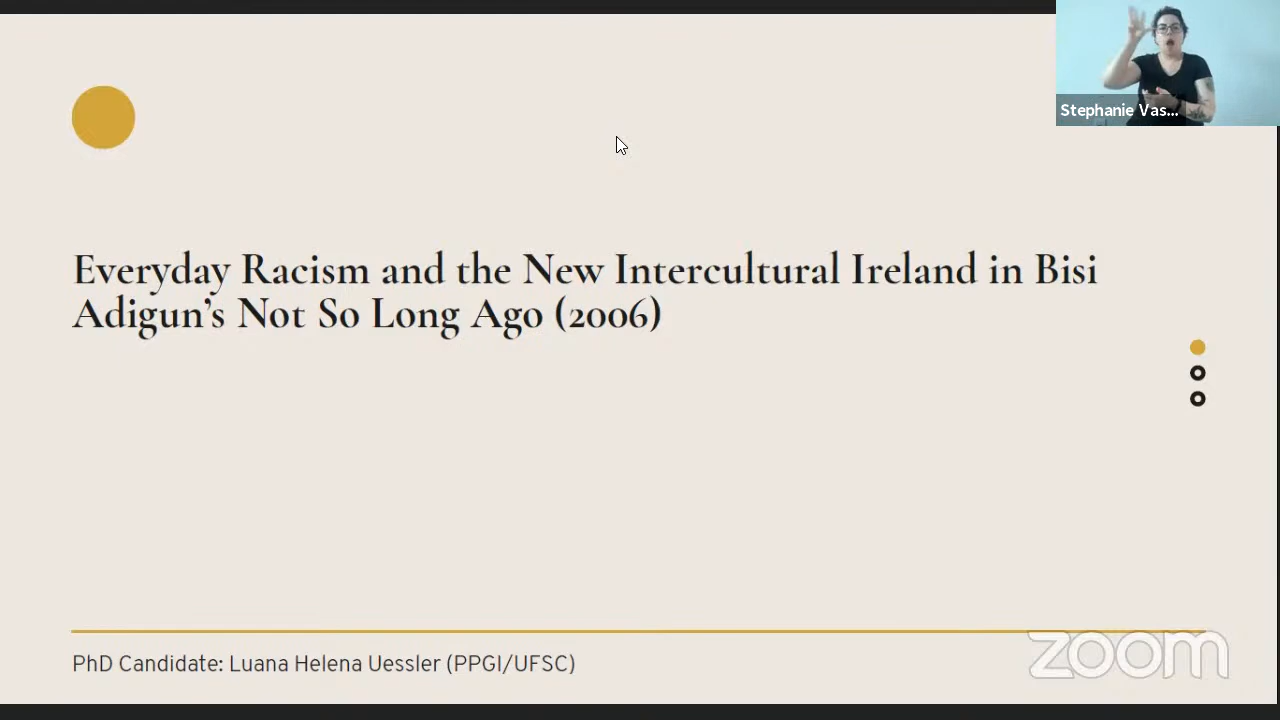 Stephanie Vas...
Everyday Racism and the New Intercultural Ireland in Bisi
Adigun’s Not So Long Ago (2006)
PhD Candidate: Luana Helena Uessler (PPGI/UFSC)
zoom